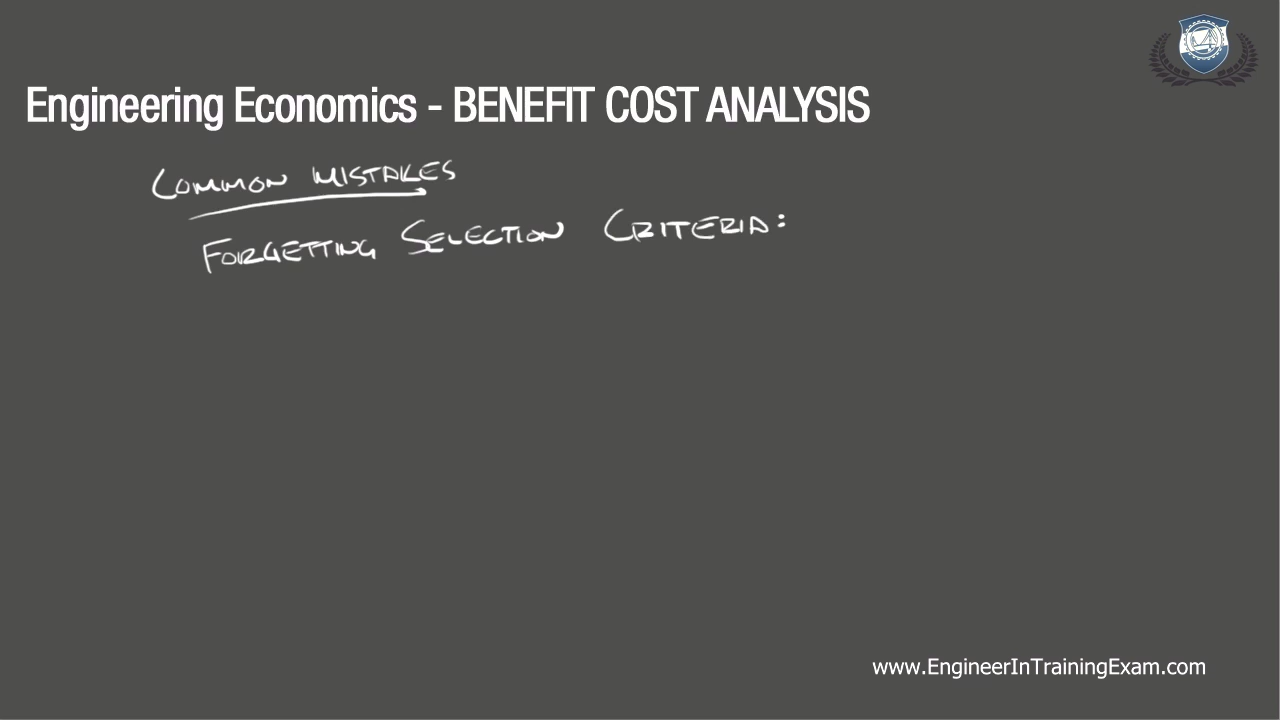 Engineering Economics - BENEFIT COST ANALYSIS
COMMON MISTAKES
FORGETTING SELECTION CRITERIA:
www.EngineerInTrainingExam.com